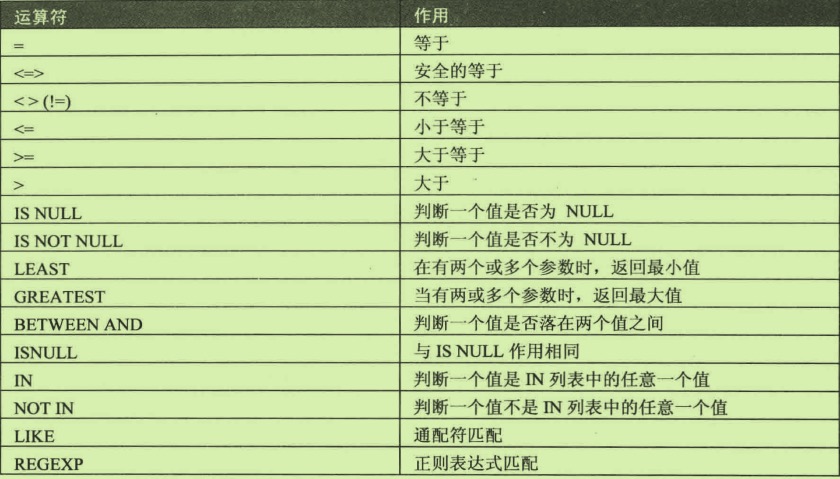 运算符 作用
= 等于
<=> 安全的等于
< > (!=) 不等于
<= 小于等于
>= 大于等于
> 大于
IS NULL 判断一个值是否为 NULL
IS NOT NULL 判断一个值是否不为 NULL
LEAST 在有两个或多个参数时，返回最小值
GREATEST 当有两或多个参数时，返回最大值
BETWEEN AND 判断一个值是否落在两个值之间
ISNULL 与 IS NULL 作用相同
IN 判断一个值是 IN 列表中的任意一个值
NOT IN 判断一个值不是 IN 列表中的任意一个值
LIKE 通配符匹配
REGEXP 正则表达式匹配